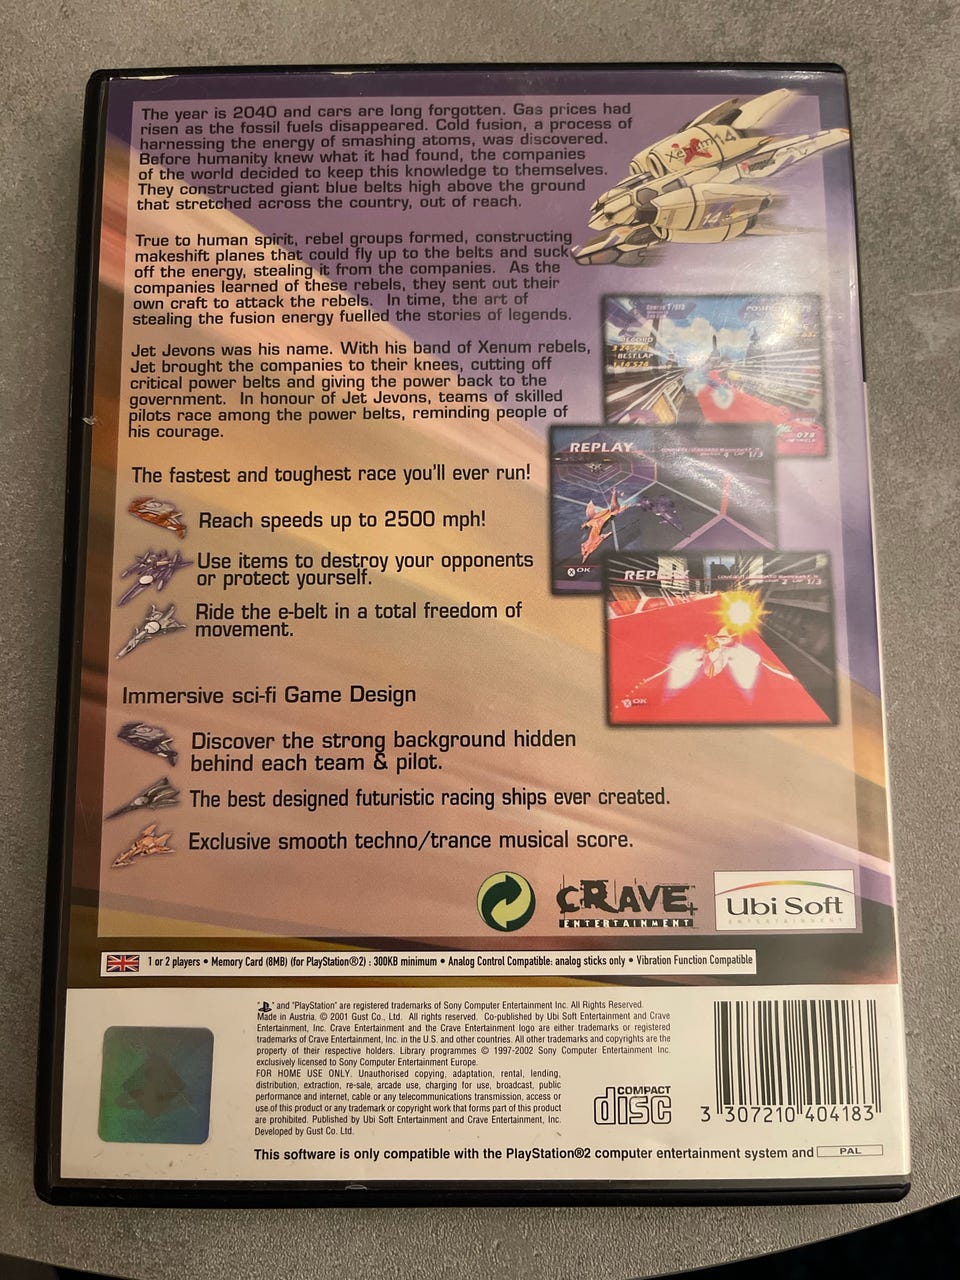 The year is 2040 and cars are long forgotten. Gas prices had
risen as the fossil fuels disappeared. Cold fusion, a process of
harnessing the energy of smashing atoms, was discovered.
Before humanity knew what it had found, the companies
of the world decided to keep this knowledge to themselves.
They constructed giant blue belts high above the ground
that stretched across the country, out of reach.
Xenum 14
14
True to human spirit, rebel groups formed, constructing
makeshift planes that could fly up to the belts and suck
off the energy, stealing it from the companies. As the
companies learned of these rebels, they sent out their
own craft to attack the rebels. In time, the art of
stealing the fusion energy fuelled the stories of legends.
Jet Jevons was his name. With his band of Xenum rebels,
Jet brought the companies to their knees, cutting off
critical power belts and giving the power back to the
government. In honour of Jet Jevons, teams of skilled
pilots race among the power belts, reminding people of
his courage.
RECORD
BEST LAP
REPLAY
1/3
OK
REPLAY
OK
The fastest and toughest race you'll ever run!
Reach speeds up to 2500 mph!
Use items to destroy your opponents
or protect yourself.
Ride the e-belt in a total freedom of
movement.
Immersive sci-fi Game Design
Discover the strong background hidden
behind each team & pilot.
The best designed futuristic racing ships ever created.
Exclusive smooth techno/trance musical score.
CRAVE
ENTERTAINMENT
Ubi Soft
ENTERTAINMENT
1 or 2 players • Memory Card (8MB) (for PlayStation®2) : 300KB minimum • Analog Control Compatible: analog sticks only • Vibration Function Compatible
" " and "PlayStation" are registered trademarks of Sony Computer Entertainment Inc. All Rights Reserved.
Made in Austria. © 2001 Gust Co., Ltd. All rights reserved. Co-published by Ubi Soft Entertainment and Crave
Entertainment, Inc. Crave Entertainment and the Crave Entertainment logo are either trademarks or registered
trademarks of Crave Entertainment, Inc. in the U.S. and other countries. All other trademarks and copyrights are the
property of their respective holders. Library programmes © 1997-2002 Sony Computer Entertainment Inc.
exclusively licensed to Sony Computer Entertainment Europe.
FOR HOME USE ONLY. Unauthorised copying, adaptation, rental, lending,
distribution, extraction, re-sale, arcade use, charging for use, broadcast, public
performance and internet, cable or any telecommunications transmission, access or
use of this product or any trademark or copyright work that forms part of this product
are prohibited. Published by Ubi Soft Entertainment and Crave Entertainment, Inc.
Developed by Gust Co. Ltd.
COMPACT
disc
3 307210 404183
This software is only compatible with the PlayStation®2 computer entertainment system and PAL